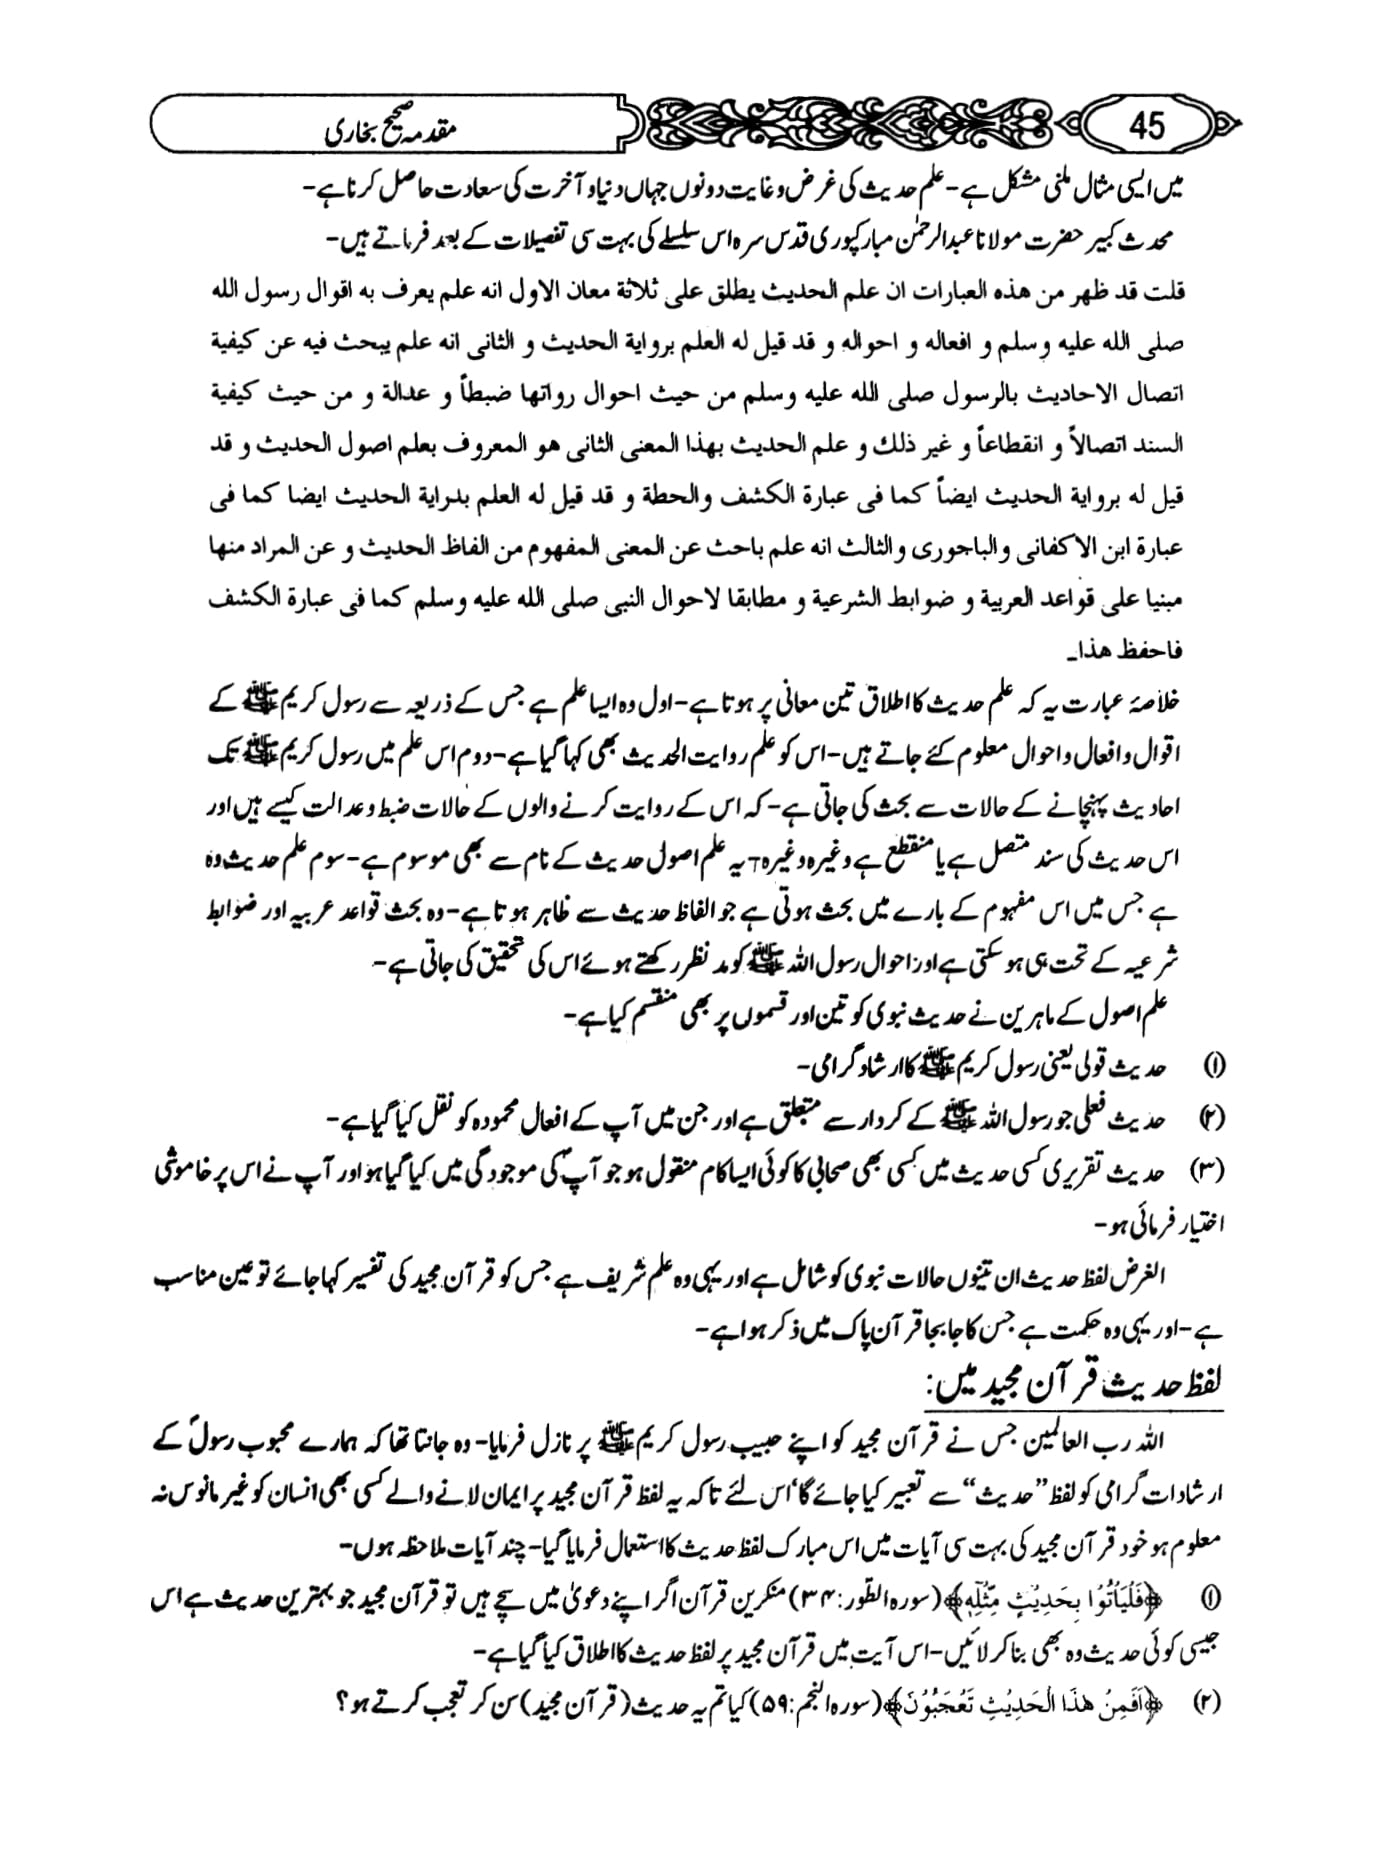 45
مقدمہ صحیح بخاری
میں ایسی مثال ملنی مشکل ہے۔ علم حدیث کی غرض و غایت دونوں جہاں دنیا و آخرت کی سعادت حاصل کرنا ہے۔
محدث کبیر حضرت مولانا عبدالرحمٰن مبارکپوری قدس سرہ اس سلسلے کی بہت سی تفصیلات کے بعد فرماتے ہیں۔
قلت قد ظهر من هذه العبارات ان علم الحديث يطلق على ثلاثة معان الاول انه علم يعرف به اقوال رسول الله
صلى الله عليه وسلم و افعاله و احواله و قد قيل له العلم برواية الحديث و الثانى انه علم يبحث فيه عن كيفية
اتصال الاحاديث بالرسول صلى الله عليه وسلم من حيث احوال رواتها ضبطاً و عدالة و من حيث كيفية
السند اتصالاً و انقطاعاً و غير ذلك و علم الحديث بهذا المعنى الثانى هو المعروف بعلم اصول الحديث و قد
قيل له برواية الحديث ايضاً كما فى عبارة الكشف والحطة و قد قيل له العلم بدراية الحديث ايضا كما فى
عبارة ابن الاكفانى والباجورى والثالث انه علم باحث عن المعنى المفهوم من الفاظ الحديث و عن المراد منها
مبنيا على قواعد العربية و ضوابط الشرعية و مطابقا لاحوال النبى صلى الله عليه وسلم كما فى عبارة الكشف
فاحفظ هذا۔
خلاصۂ عبارت یہ کہ علم حدیث کا اطلاق تین معانی پر ہوتا ہے۔ اول وہ ایسا علم ہے جس کے ذریعہ سے رسول کریم ﷺ کے
اقوال و افعال و احوال معلوم کئے جاتے ہیں۔ اس کو علم روایت الحدیث بھی کہا گیا ہے۔ دوم اس علم میں رسول کریم ﷺ تک
احادیث پہنچانے کے حالات سے بحث کی جاتی ہے۔ کہ اس کے روایت کرنے والوں کے حالات ضبط و عدالت کیسے ہیں اور
اس حدیث کی سند متصل ہے یا منقطع ہے وغیرہ وغیرہ۔ یہ علم اصول حدیث کے نام سے بھی موسوم ہے۔ سوم علم حدیث وہ
ہے جس میں اس مفہوم کے بارے میں بحث ہوتی ہے جو الفاظ حدیث سے ظاہر ہوتا ہے۔ وہ بحث قواعد عربیہ اور ضوابط
شرعیہ کے تحت ہی ہو سکتی ہے اور احوال رسول اللہ ﷺ کو مد نظر رکھتے ہوئے اس کی تحقیق کی جاتی ہے۔
علم اصول کے ماہرین نے حدیث نبوی کو تین اور قسموں پر بھی منقسم کیا ہے۔
(۱) حدیث قولی یعنی رسول کریم ﷺ کا ارشاد گرامی۔
(۲) حدیث فعلی جو رسول اللہ ﷺ کے کردار سے متعلق ہے اور جن میں آپ کے افعال محمودہ کو نقل کیا گیا ہے۔
(۳) حدیث تقریری کسی حدیث میں کسی بھی صحابی کا کوئی ایسا کام منقول ہو جو آپؐ کی موجودگی میں کیا گیا ہو اور آپ نے اس پر خاموشی
اختیار فرمائی ہو۔
الغرض لفظ حدیث ان تینوں حالات نبوی کو شامل ہے اور یہی وہ علم شریف ہے جس کو قرآن مجید کی تفسیر کہا جائے تو عین مناسب
ہے۔ اور یہی وہ حکمت ہے جس کا جا بجا قرآن پاک میں ذکر ہوا ہے۔
لفظ حدیث قرآن مجید میں:
اللہ رب العالمین جس نے قرآن مجید کو اپنے حبیب رسول کریم ﷺ پر نازل فرمایا۔ وہ جانتا تھا کہ ہمارے محبوب رسولؐ کے
ارشادات گرامی کو لفظ ”حدیث“ سے تعبیر کیا جائے گا‘ اس لئے تاکہ یہ لفظ قرآن مجید پر ایمان لانے والے کسی بھی انسان کو غیر مانوس نہ
معلوم ہو خود قرآن مجید کی بہت سی آیات میں اس مبارک لفظ حدیث کا استعمال فرمایا گیا۔ چند آیات ملاحظہ ہوں۔
(۱) ﴿فَلْيَأْتُوْا بِحَدِيْثٍ مِّثْلِهٖ﴾ (سورہ الطّور:۳۴) منکرین قرآن اگر اپنے دعویٰ میں سچے ہیں تو قرآن مجید جو بہترین حدیث ہے اس
جیسی کوئی حدیث وہ بھی بنا کر لائیں۔ اس آیت میں قرآن مجید پر لفظ حدیث کا اطلاق کیا گیا ہے۔
(۲) ﴿اَفَمِنْ هٰذَا الْحَدِيْثِ تَعْجَبُوْنَ﴾ (سورہ النجم:۵۹) کیا تم یہ حدیث (قرآن مجید) سن کر تعجب کرتے ہو؟